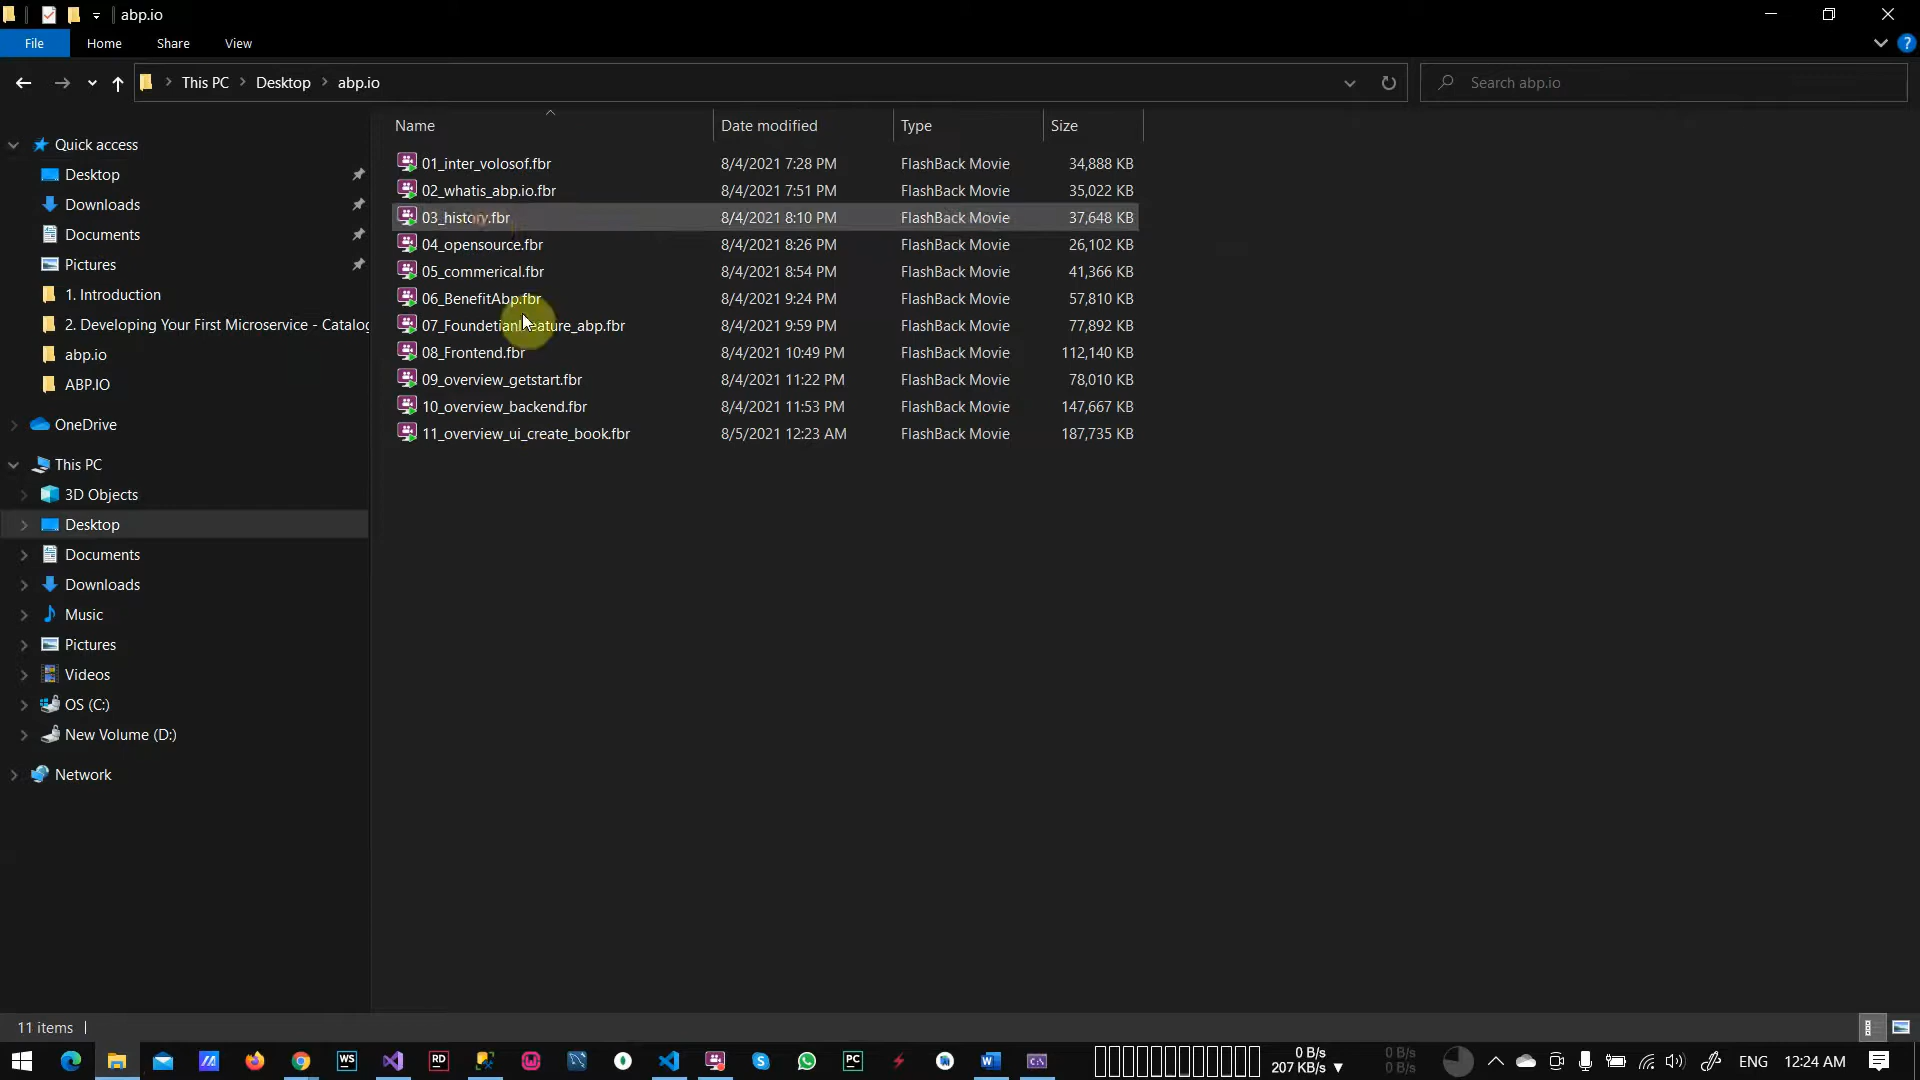 abp.io
File Home Share View
This PC Desktop abp.io
Search abp.io
Name Date modified Type Size
01_inter_volosof.fbr 8/4/2021 7:28 PM FlashBack Movie 34,888 KB
02_whatis_abp.io.fbr 8/4/2021 7:51 PM FlashBack Movie 35,022 KB
03_history.fbr 8/4/2021 8:10 PM FlashBack Movie 37,648 KB
04_opensource.fbr 8/4/2021 8:26 PM FlashBack Movie 26,102 KB
05_commerical.fbr 8/4/2021 8:54 PM FlashBack Movie 41,366 KB
06_BenefitAbp.fbr 8/4/2021 9:24 PM FlashBack Movie 57,810 KB
8/4/2021 9:59 PM FlashBack Movie 77,892 KB
08_Frontend.fbr 8/4/2021 10:49 PM FlashBack Movie 112,140 KB
09_overview_getstart.fbr 8/4/2021 11:22 PM FlashBack Movie 78,010 KB
10_overview_backend.fbr 8/4/2021 11:53 PM FlashBack Movie 147,667 KB
11_overview_ui_create_book.fbr 8/5/2021 12:23 AM FlashBack Movie 187,735 KB
Quick access
Desktop
Downloads
Documents
Pictures
1. Introduction
2. Developing Your First Microservice - Catalog
abp.io
ABP.IO
OneDrive
This PC
3D Objects
Desktop
Documents
Downloads
Music
Pictures
Videos
OS (C:)
New Volume (D:)
Network
11 items
WS RD PC
0 B/s
207 KB/s
0 B/s
0 B/s
ENG 12:24 AM